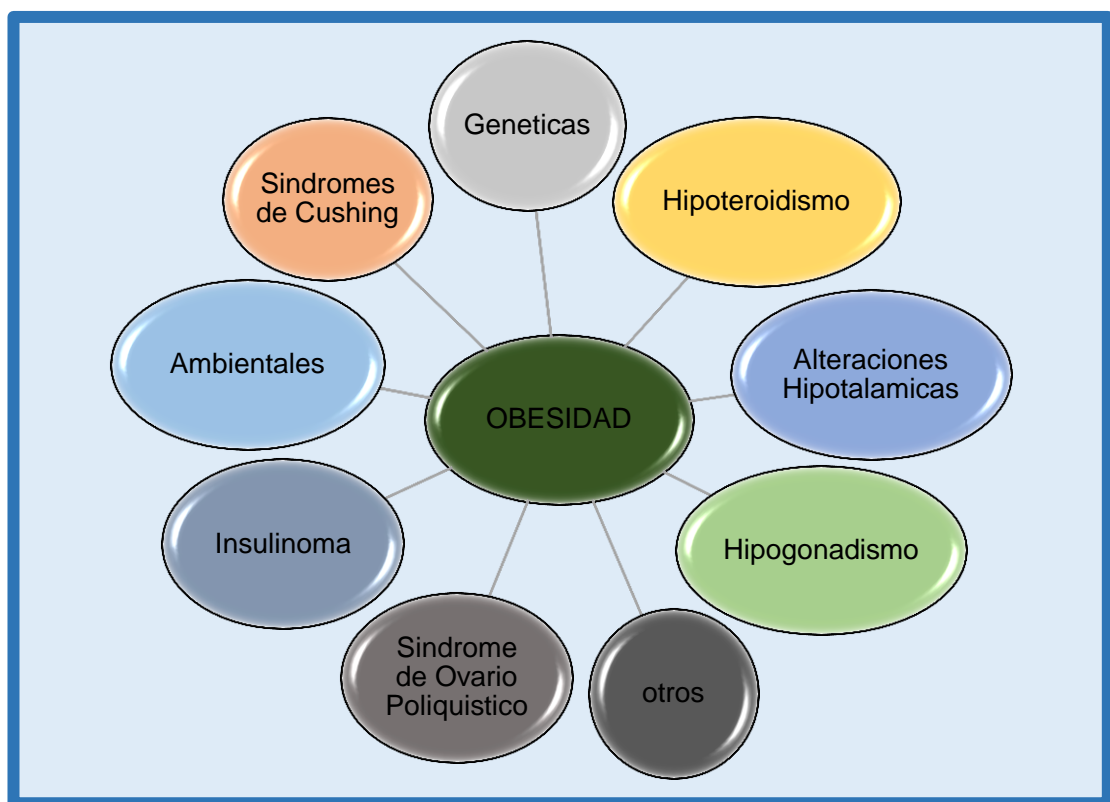 Geneticas
Hipoteroidismo
Alteraciones
Hipotalamicas
Hipogonadismo
otros
Sindrome
de Ovario
Poliquistico
Insulinoma
Ambientales
Sindromes
de Cushing
OBESIDAD